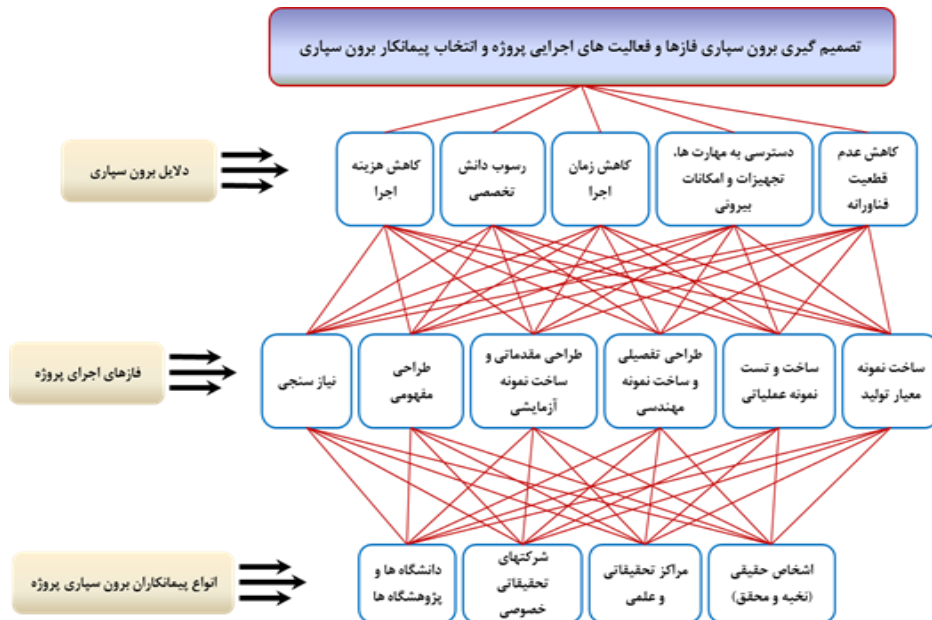 تصمیم گیری برون سپاری فازها و فعالیت های اجرایی پروژه و انتخاب پیمانکار برون سپاری
دلایل برون سپاری
کاهش عدم
قطعیت
فناورانه
دسترسی به مهارت ها،
تجهیزات و امکانات
بیرونی
کاهش زمان
اجرا
رسوب دانش
تخصصی
کاهش هزینه
اجرا
فازهای اجرای پروژه
ساخت نمونه
معیار تولید
ساخت و تست
نمونه عملیاتی
طراحی تفصیلی
و ساخت نمونه
مهندسی
طراحی مقدماتی و
ساخت نمونه
آزمایشی
طراحی
مفهومی
نیاز سنجی
انواع پیمانکاران برون سپاری پروژه
اشخاص حقیقی
(نخبه و محقق)
مراکز تحقیقاتی
و علمی
شرکتهای
تحقیقاتی
خصوصی
دانشگاه ها و
پژوهشگاه ها